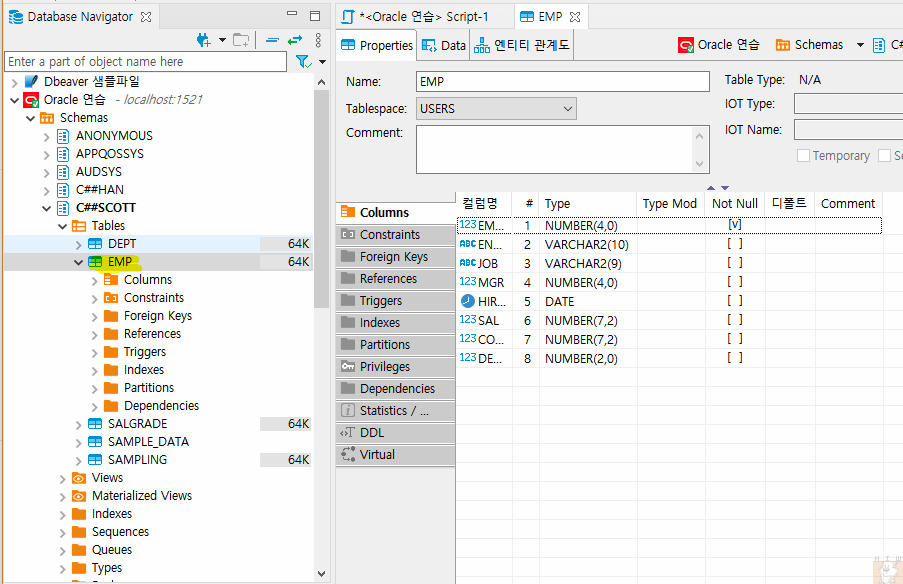 Database Navigator
Enter a part of object name here
Dbeaver 샘플파일
Oracle 연습 - localhost:1521
Schemas
ANONYMOUS
APPQOSSYS
AUDSYS
C##HAN
C##SCOTT
Tables
DEPT 64K
EMP 64K
Columns
Constraints
Foreign Keys
References
Triggers
Indexes
Partitions
Dependencies
SALGRADE 64K
SAMPLE_DATA
SAMPLING 64K
Views
Materialized Views
Indexes
Sequences
Queues
Types
*<Oracle 연습> Script-1
EMP
Properties
Data
엔티티 관계도
Oracle 연습
Schemas
C#
Name: EMP
Tablespace: USERS
Comment:
Table Type: N/A
IOT Type:
IOT Name:
Temporary
Se
Columns
Constraints
Foreign Keys
References
Triggers
Indexes
Partitions
Privileges
Dependencies
Statistics / ...
DDL
Virtual
컬럼명 # Type Type Mod Not Null 디폴트 Comment
123 EM... 1 NUMBER(4,0) [v]
ABC EN... 2 VARCHAR2(10) [ ]
ABC JOB 3 VARCHAR2(9) [ ]
123 MGR 4 NUMBER(4,0) [ ]
HIR... 5 DATE [ ]
123 SAL 6 NUMBER(7,2) [ ]
123 CO... 7 NUMBER(7,2) [ ]
123 DE... 8 NUMBER(2,0) [ ]